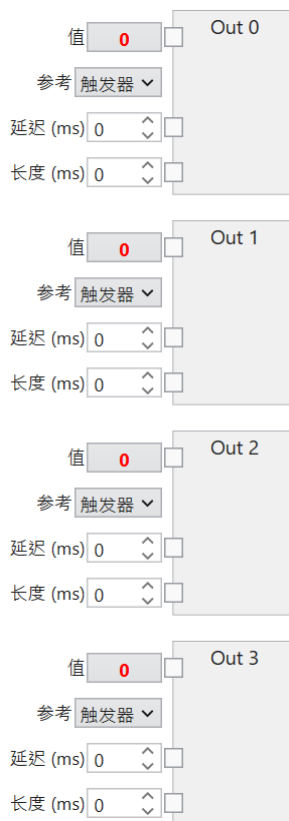 值 0 Out 0
参考 触发器
延迟 (ms) 0
长度 (ms) 0
值 0 Out 1
参考 触发器
延迟 (ms) 0
长度 (ms) 0
值 0 Out 2
参考 触发器
延迟 (ms) 0
长度 (ms) 0
值 0 Out 3
参考 触发器
延迟 (ms) 0
长度 (ms) 0